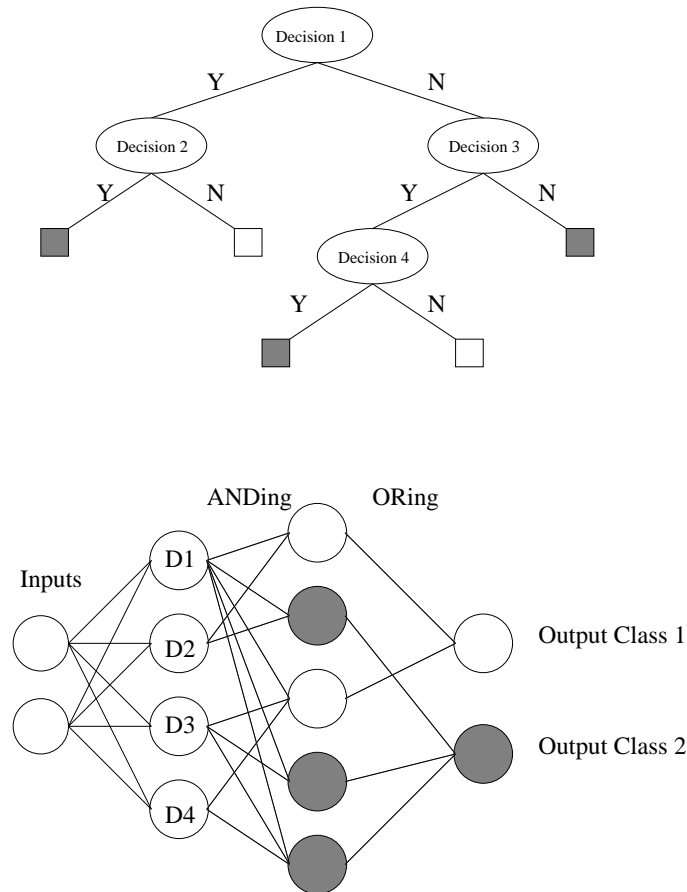 Decision 1
Y N
Decision 2 Decision 3
Y N Y N
Decision 4
Y N
ANDing ORing
Inputs
D1
D2
D3
D4
Output Class 1
Output Class 2